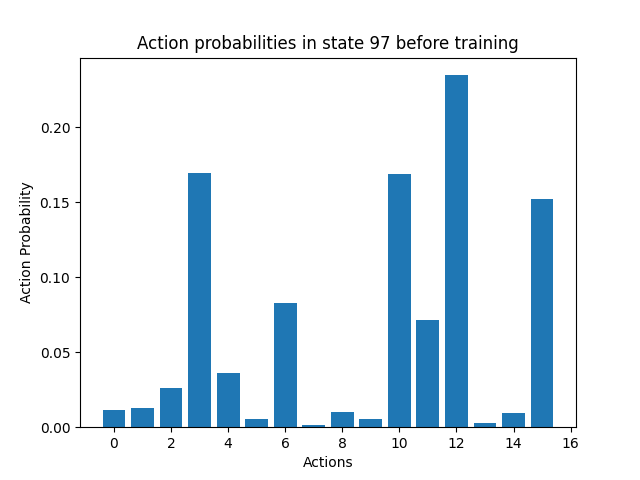 Action probabilities in state 97 before training
Action Probability
0.20
0.15
0.10
0.05
0.00
0 2 4 6 8 10 12 14 16
Actions